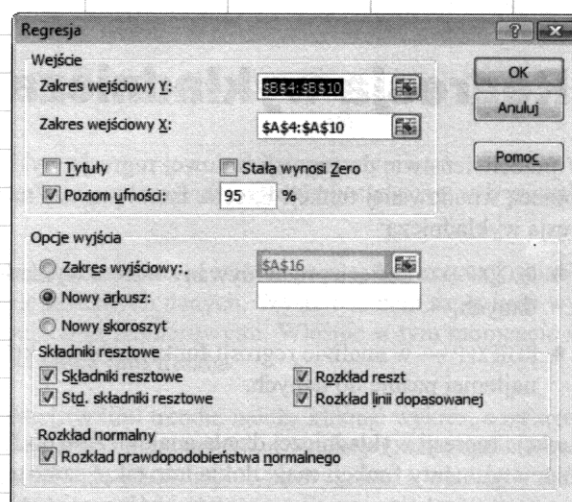 Regresja
Wejście
Zakres wejściowy Y: $B$4:$B$10
Zakres wejściowy X: $A$4:$A$10
Tytuły Stała wynosi Zero
Poziom ufności: 95 %
OK
Anuluj
Pomoc
Opcje wyjścia
Zakres wyjściowy: $A$16
Nowy arkusz:
Nowy skoroszyt
Składniki resztowe
Składniki resztowe Rozkład reszt
Std. składniki resztowe Rozkład linii dopasowanej
Rozkład normalny
Rozkład prawdopodobieństwa normalnego